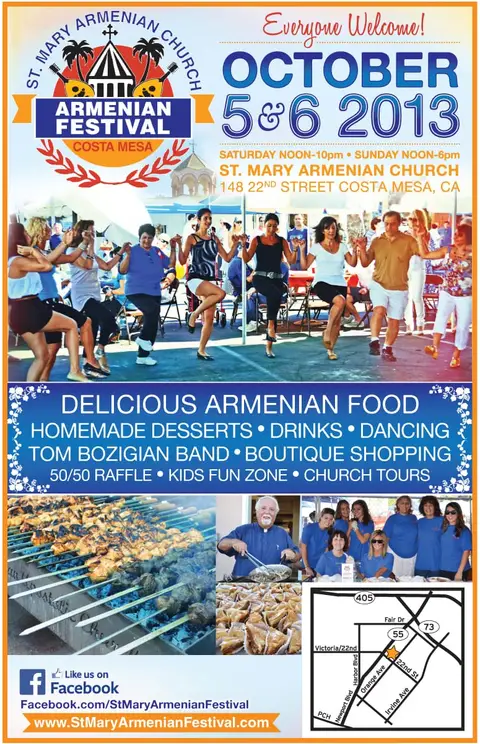 ST. MARY ARMENIAN CHURCH
ARMENIAN
FESTIVAL
COSTA MESA
Everyone Welcome!
OCTOBER
5 & 6 2013
SATURDAY NOON-10pm • SUNDAY NOON-6pm
ST. MARY ARMENIAN CHURCH
148 22ND STREET COSTA MESA, CA
DELICIOUS ARMENIAN FOOD
HOMEMADE DESSERTS • DRINKS • DANCING
TOM BOZIGIAN BAND • BOUTIQUE SHOPPING
50/50 RAFFLE • KIDS FUN ZONE • CHURCH TOURS
Like us on
Facebook
Facebook.com/StMaryArmenianFestival
www.StMaryArmenianFestival.com
405
Fair Dr
55
73
Victoria/22nd
Harbor Blvd
22nd St
Orange Ave
Newport Blvd
Irvine Ave
PCH